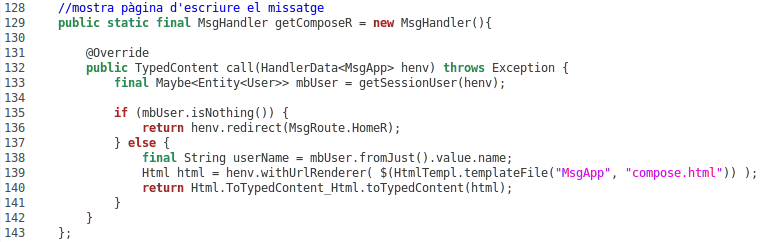 128 //mostra pàgina d'escriure el missatge
129 public static final MsgHandler getComposeR = new MsgHandler(){
130
131 @Override
132 public TypedContent call(HandlerData<MsgApp> henv) throws Exception {
133 final Maybe<Entity<User>> mbUser = getSessionUser(henv);
134
135 if (mbUser.isNothing()) {
136 return henv.redirect(MsgRoute.HomeR);
137 } else {
138 final String userName = mbUser.fromJust().value.name;
139 Html html = henv.withUrlRenderer( $(HtmlTempl.templateFile("MsgApp", "compose.html")) );
140 return Html.ToTypedContent_Html.toTypedContent(html);
141 }
142 }
143 };